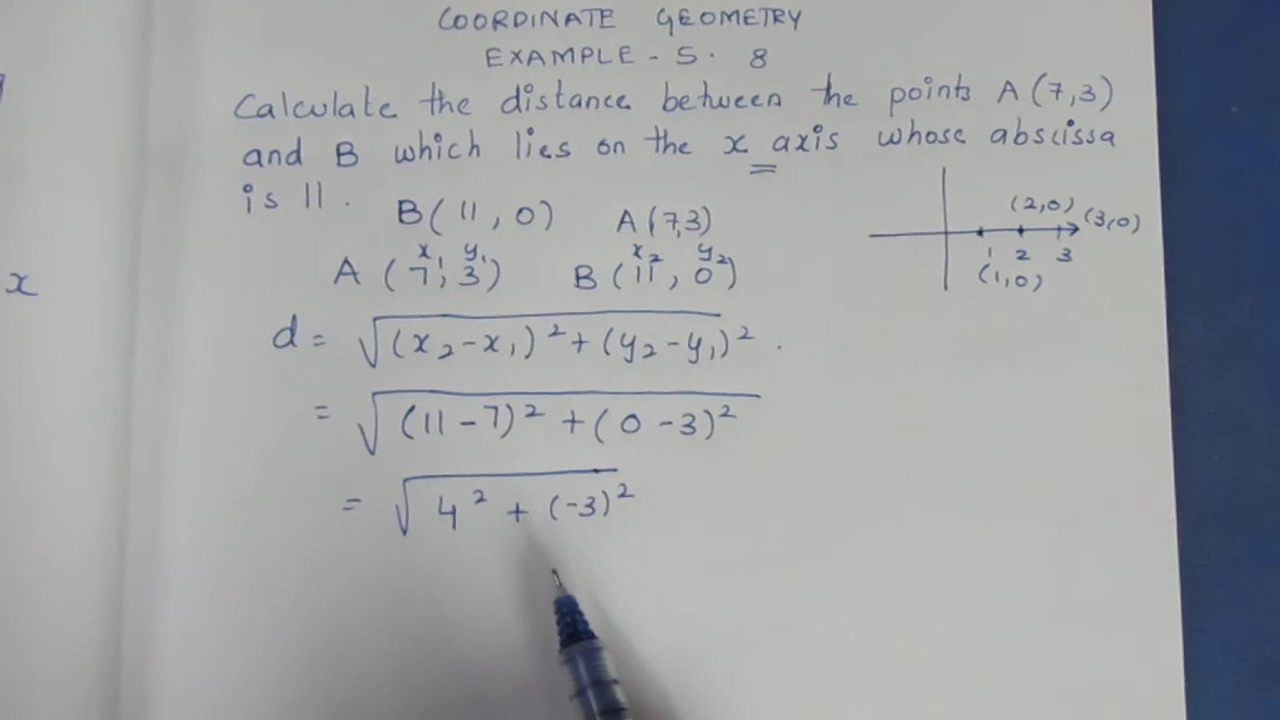 COORDINATE GEOMETRY
EXAMPLE - 5. 8
Calculate the distance between the points A(7,3)
and B which lies on the x axis whose abscissa
is 11.
B(11, 0) A(7,3)
(2,0) (3,0)
1 2 3
(1,0)
x₁ y₁ x₂ y₂
A (7, 3) B (11, 0)
x
d = √(x₂-x₁)² + (y₂-y₁)² .
= √(11-7)² + (0-3)²
= √4² + (-3)²